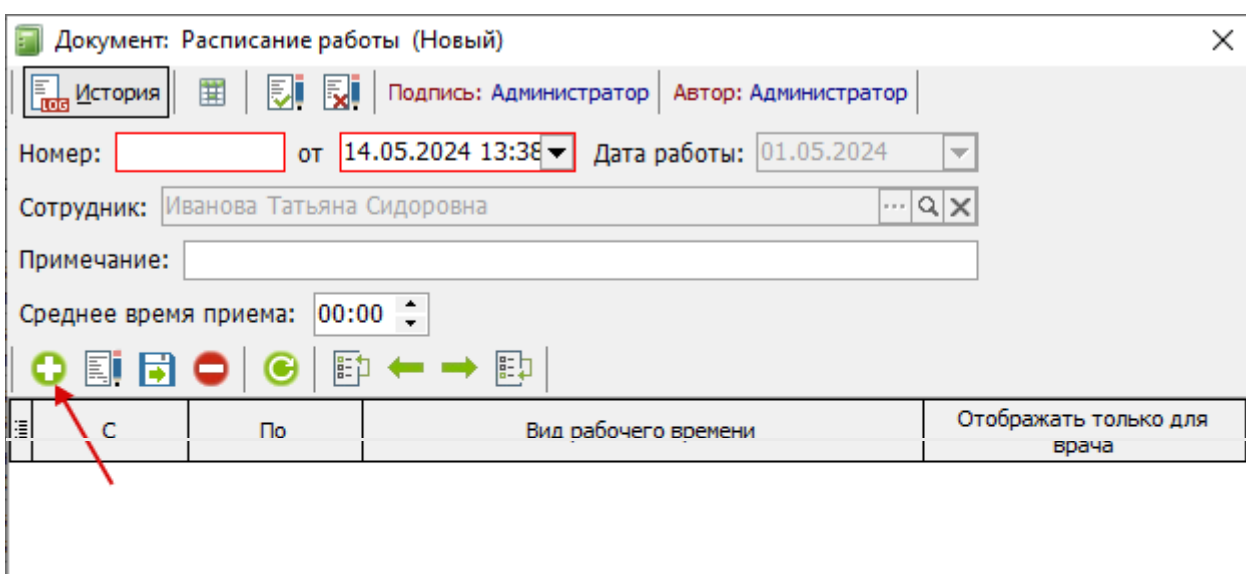 Документ: Расписание работы (Новый)
LOG История Подпись: Администратор Автор: Администратор
Номер: от 14.05.2024 13:38 Дата работы: 01.05.2024
Сотрудник: Иванова Татьяна Сидоровна
Примечание:
Среднее время приема: 00:00
С По Вид рабочего времени Отображать только для
врача